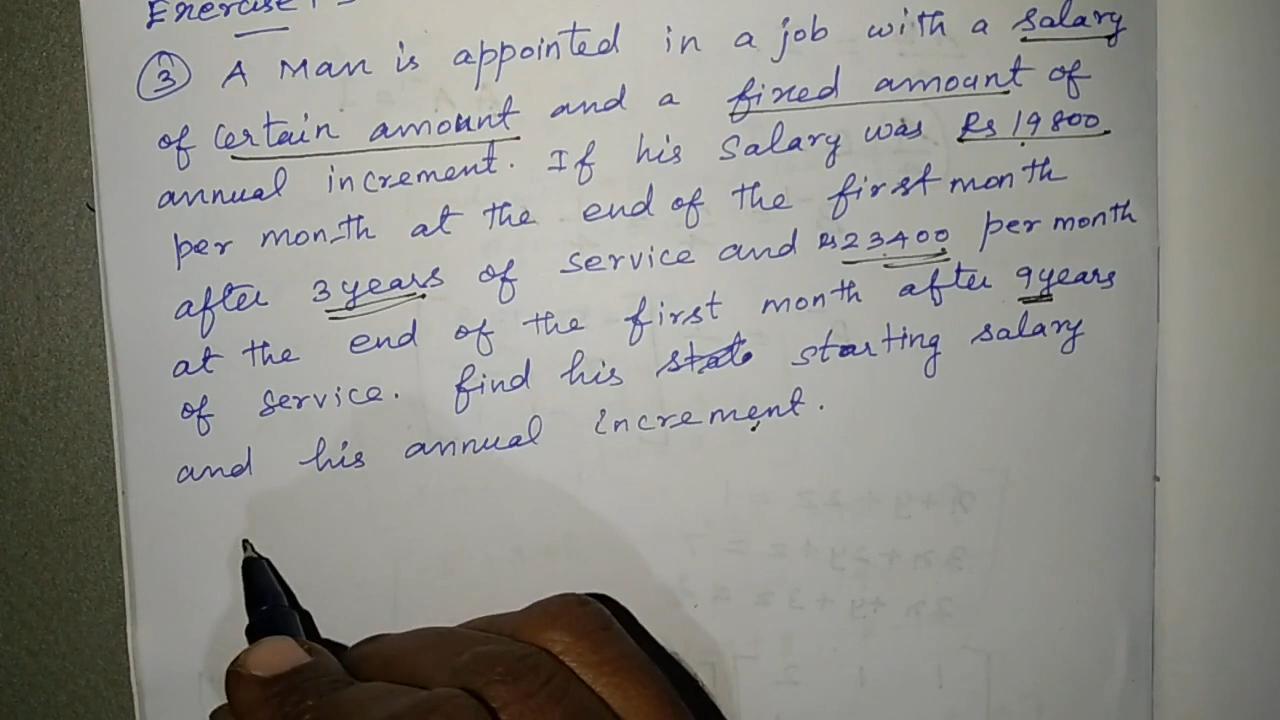 Exercise 1
③ A Man is appointed in a job with a salary
of certain amount and a fixed amount of
annual increment. If his salary was Rs 19800
per month at the end of the first month
after 3 years of service and Rs 23400 per month
at the end of the first month after 9 years
of service. find his starting salary
and his annual increment.